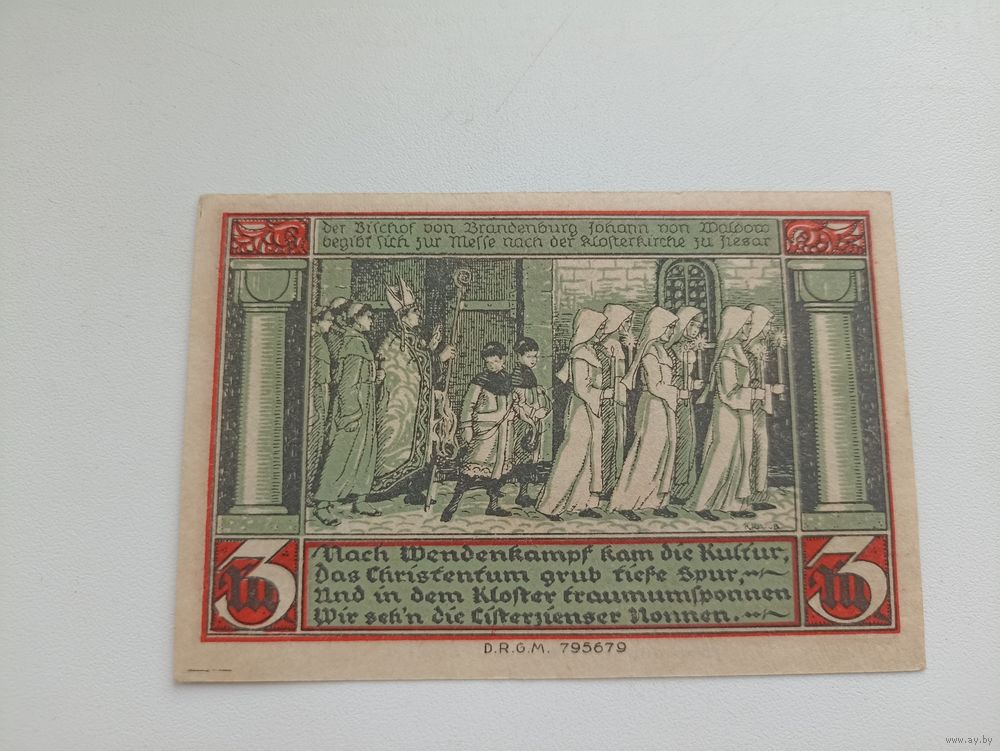 der Bischof von Brandenburg Johann von Waldow
begibt sich zur Messe nach der Klosterkirche zu Ziesar
Nach Wendenkampf kam die Kultur,
Das Christentum grub tiefe Spur,
Und in dem Kloster traumumsponnen
Wir seh'n die Cisterzienser Nonnen.
3 M
3 M
D.R.G.M. 795679
www.ay.by